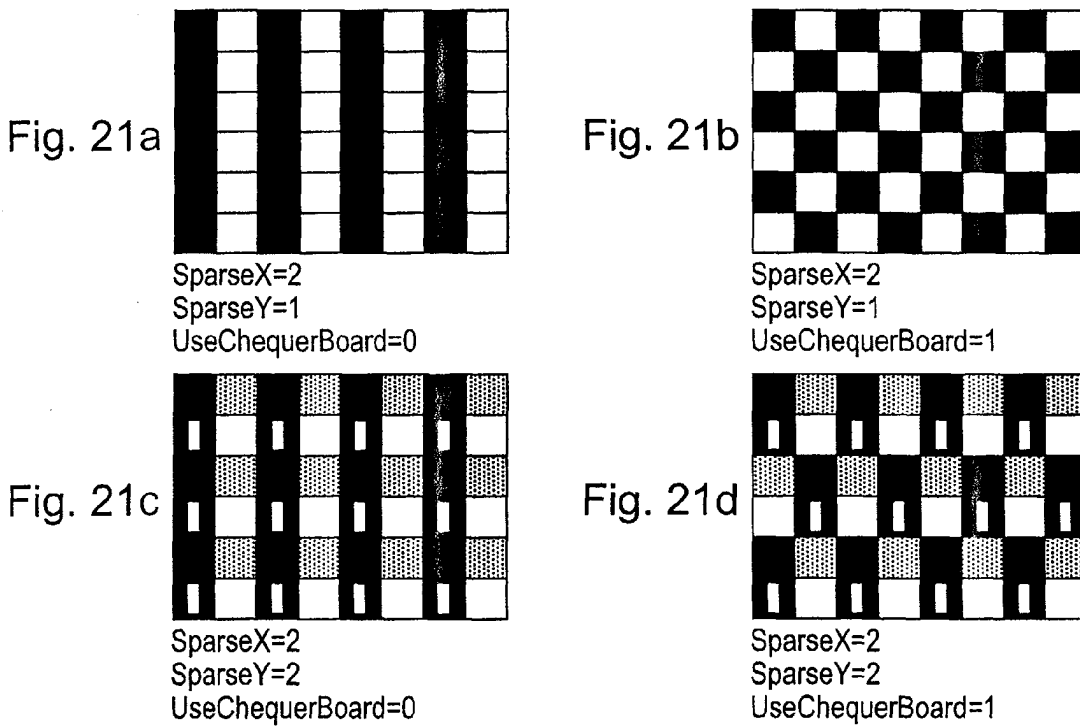 Fig. 21a
SparseX=2
SparseY=1
UseChequerBoard=0
Fig. 21b
SparseX=2
SparseY=1
UseChequerBoard=1
Fig. 21c
SparseX=2
SparseY=2
UseChequerBoard=0
Fig. 21d
SparseX=2
SparseY=2
UseChequerBoard=1